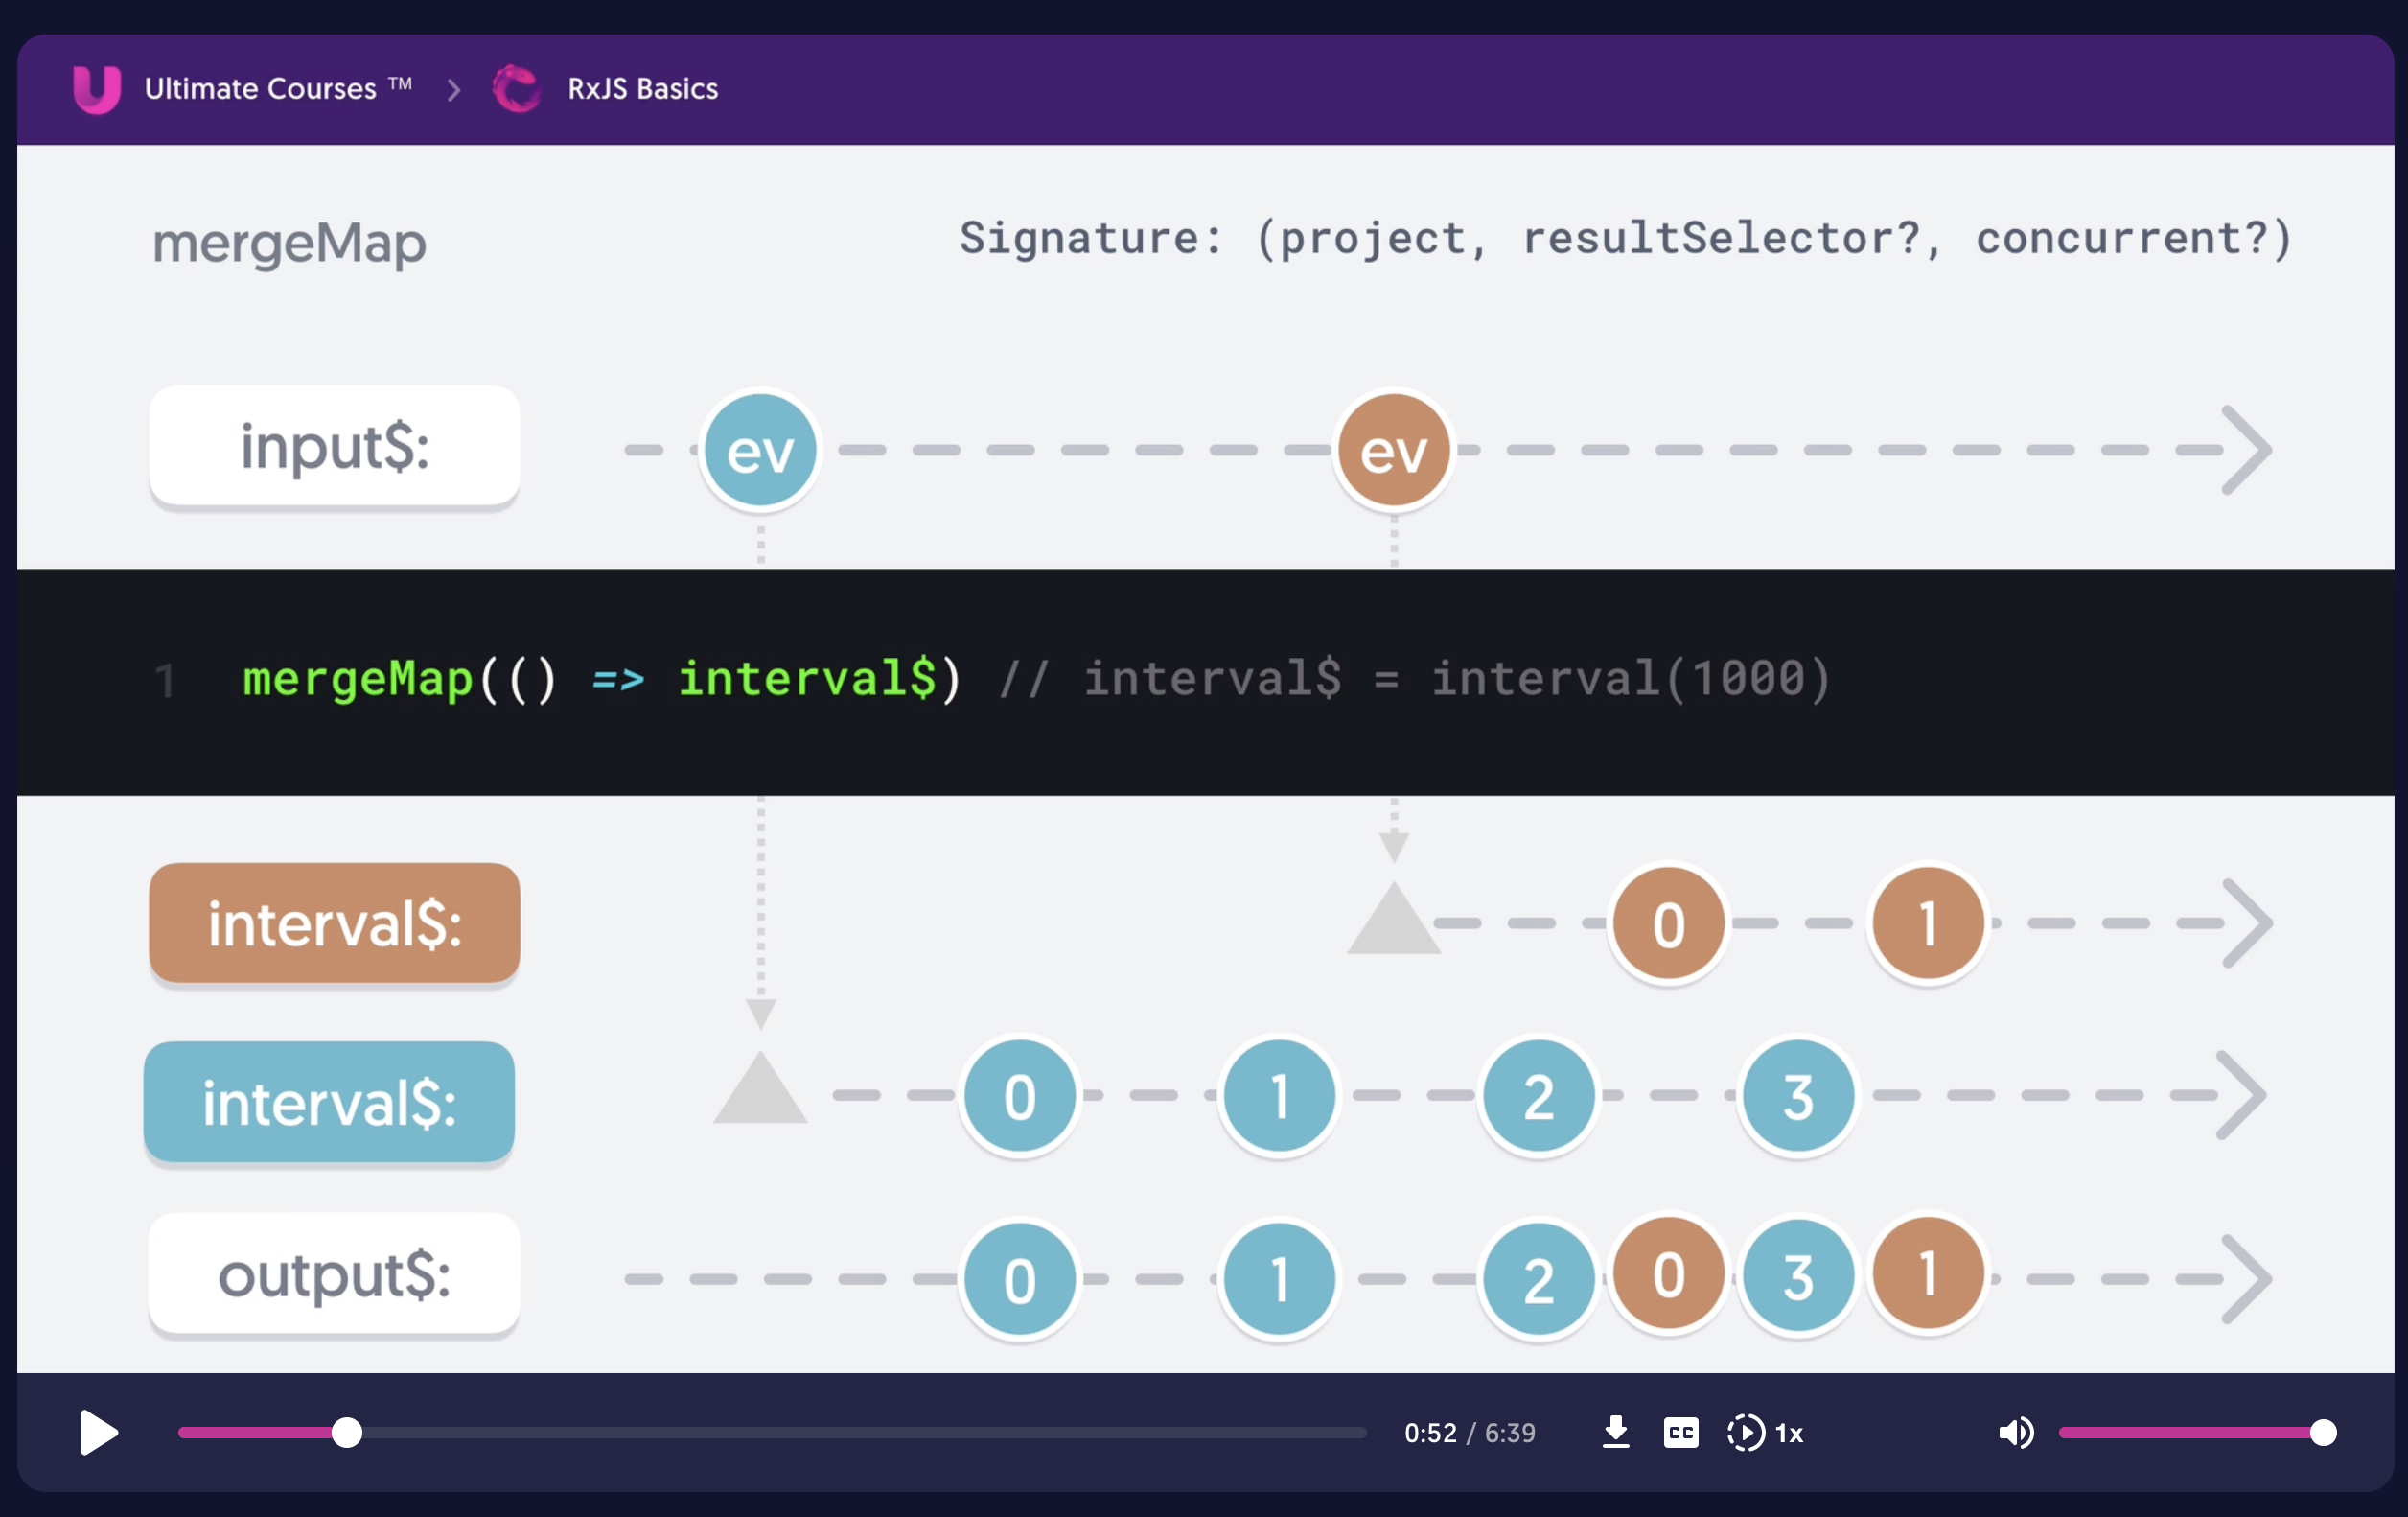 Ultimate Courses ™ > RxJS Basics
mergeMap
Signature: (project, resultSelector?, concurrent?)
input$:
ev ev
1 mergeMap(() => interval$) // interval$ = interval(1000)
interval$:
0 1
interval$:
0 1 2 3
output$:
0 1 2 0 3 1
0:52 / 6:39 CC 1x